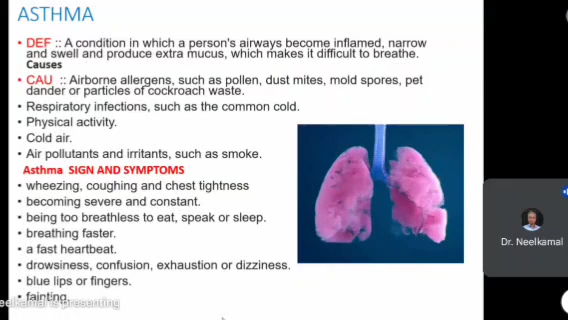 ASTHMA
• DEF :: A condition in which a person's airways become inflamed, narrow
and swell and produce extra mucus, which makes it difficult to breathe.
Causes
• CAU :: Airborne allergens, such as pollen, dust mites, mold spores, pet
dander or particles of cockroach waste.
• Respiratory infections, such as the common cold.
• Physical activity.
• Cold air.
• Air pollutants and irritants, such as smoke.
Asthma SIGN AND SYMPTOMS
• wheezing, coughing and chest tightness
• becoming severe and constant.
• being too breathless to eat, speak or sleep.
• breathing faster.
• a fast heartbeat.
• drowsiness, confusion, exhaustion or dizziness.
• blue lips or fingers.
• fainting.
eelkamal is presenting
Dr. Neelkamal